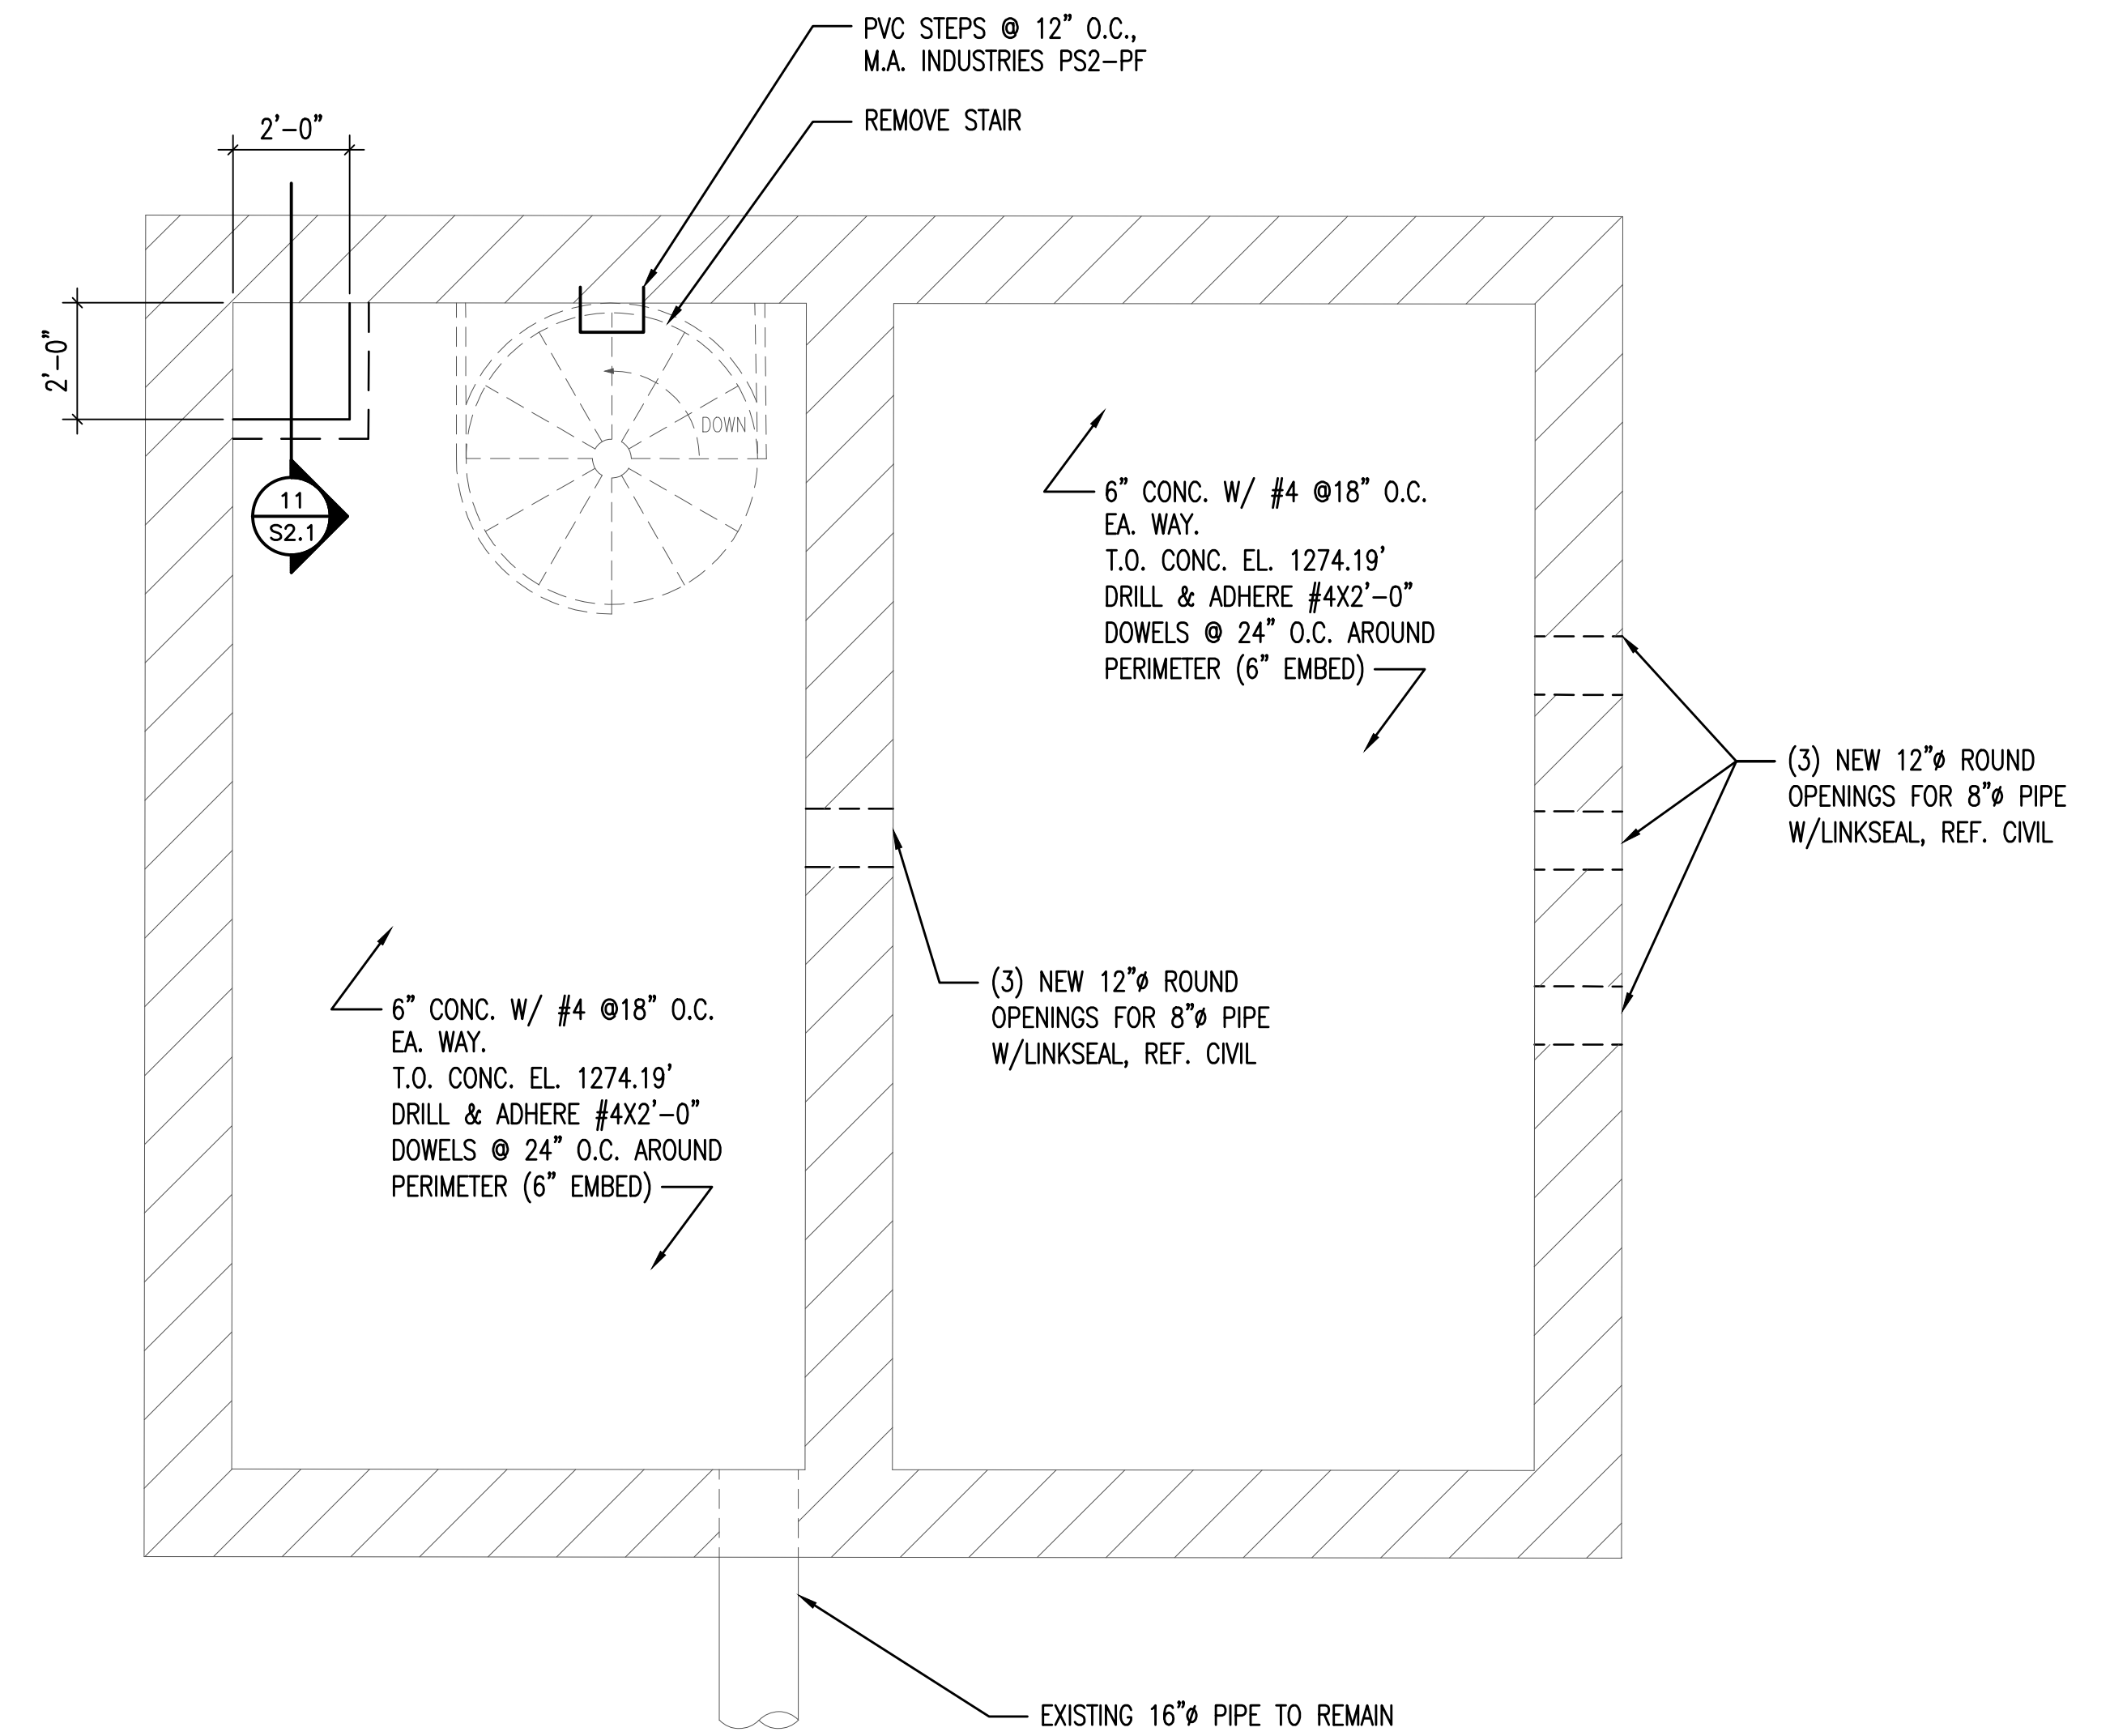 PVC STEPS @ 12" O.C.,
M.A. INDUSTRIES PS2-PF
REMOVE STAIR
2'-0"
2'-0"
DOWN
11
S2.1
6" CONC. W/ #4 @18" O.C.
EA. WAY.
T.O. CONC. EL. 1274.19'
DRILL & ADHERE #4X2'-0"
DOWELS @ 24" O.C. AROUND
PERIMETER (6" EMBED)
(3) NEW 12"ø ROUND
OPENINGS FOR 8"ø PIPE
W/LINKSEAL, REF. CIVIL
(3) NEW 12"ø ROUND
OPENINGS FOR 8"ø PIPE
W/LINKSEAL, REF. CIVIL
6" CONC. W/ #4 @18" O.C.
EA. WAY.
T.O. CONC. EL. 1274.19'
DRILL & ADHERE #4X2'-0"
DOWELS @ 24" O.C. AROUND
PERIMETER (6" EMBED)
EXISTING 16"ø PIPE TO REMAIN